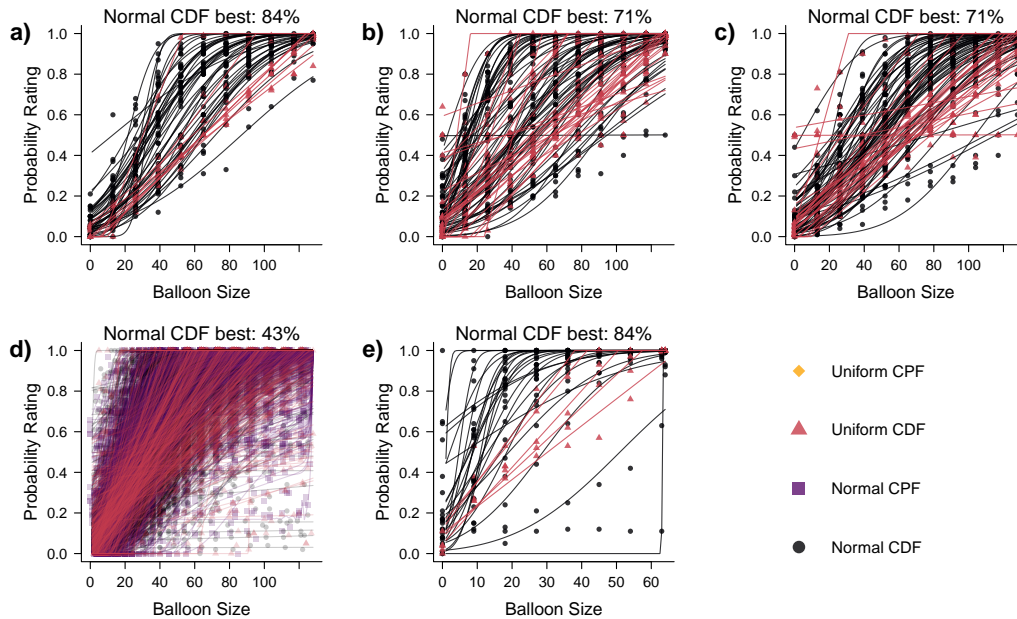 a) Normal CDF best: 84%
Probability Rating
1.0
0.8
0.6
0.4
0.2
0.0
0 20 40 60 80 100
Balloon Size
b) Normal CDF best: 71%
Probability Rating
1.0
0.8
0.6
0.4
0.2
0.0
0 20 40 60 80 100
Balloon Size
c) Normal CDF best: 71%
Probability Rating
1.0
0.8
0.6
0.4
0.2
0.0
0 20 40 60 80 100
Balloon Size
d) Normal CDF best: 43%
Probability Rating
1.0
0.8
0.6
0.4
0.2
0.0
0 20 40 60 80 100
Balloon Size
e) Normal CDF best: 84%
Probability Rating
1.0
0.8
0.6
0.4
0.2
0.0
0 10 20 30 40 50 60
Balloon Size
Uniform CPF
Uniform CDF
Normal CPF
Normal CDF